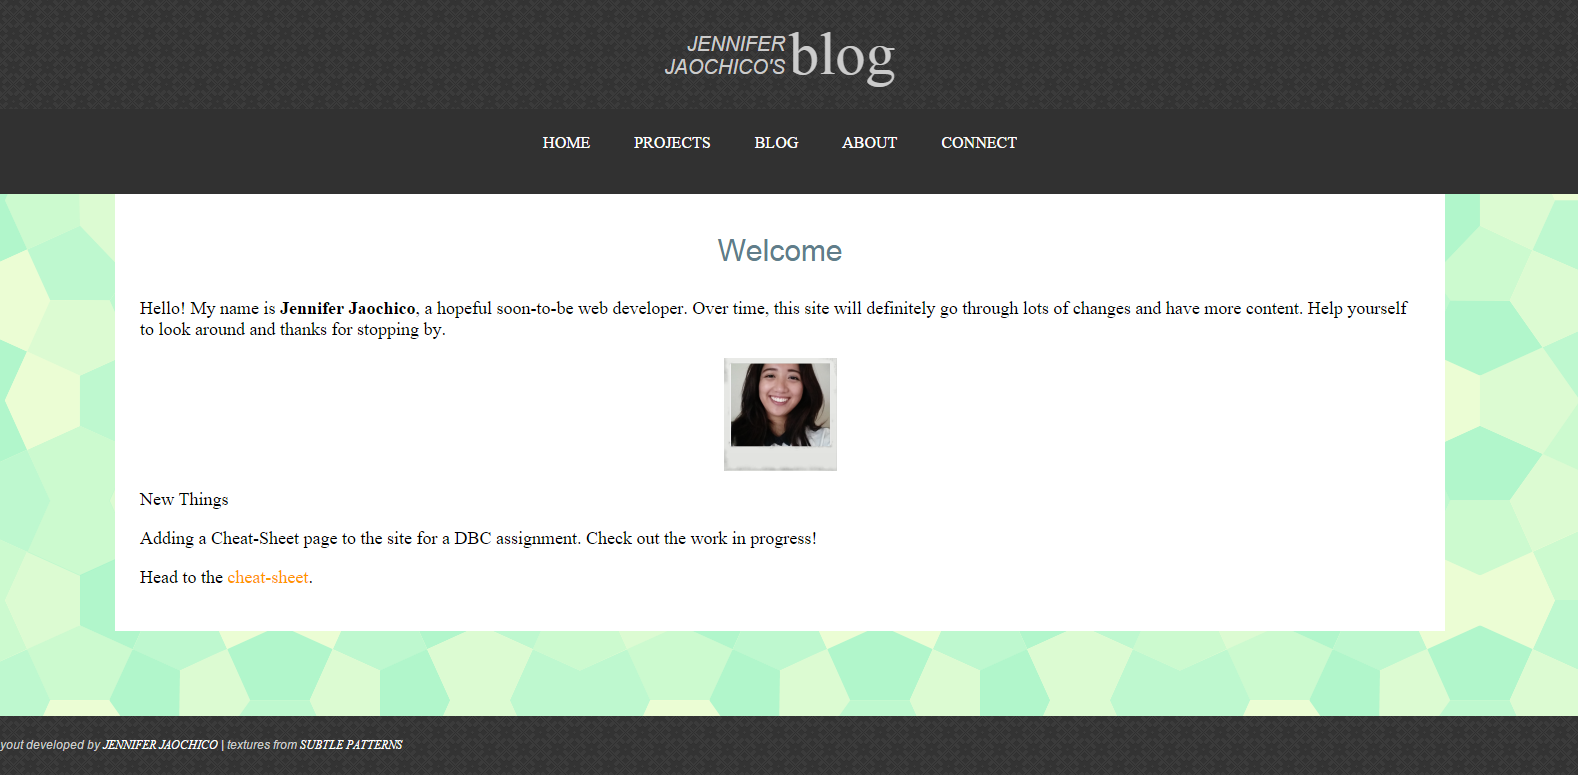 JENNIFER
JAOCHICO'S blog
HOME PROJECTS BLOG ABOUT CONNECT
Welcome
Hello! My name is Jennifer Jaochico, a hopeful soon-to-be web developer. Over time, this site will definitely go through lots of changes and have more content. Help yourself
to look around and thanks for stopping by.
New Things
Adding a Cheat-Sheet page to the site for a DBC assignment. Check out the work in progress!
Head to the cheat-sheet.
yout developed by JENNIFER JAOCHICO | textures from SUBTLE PATTERNS